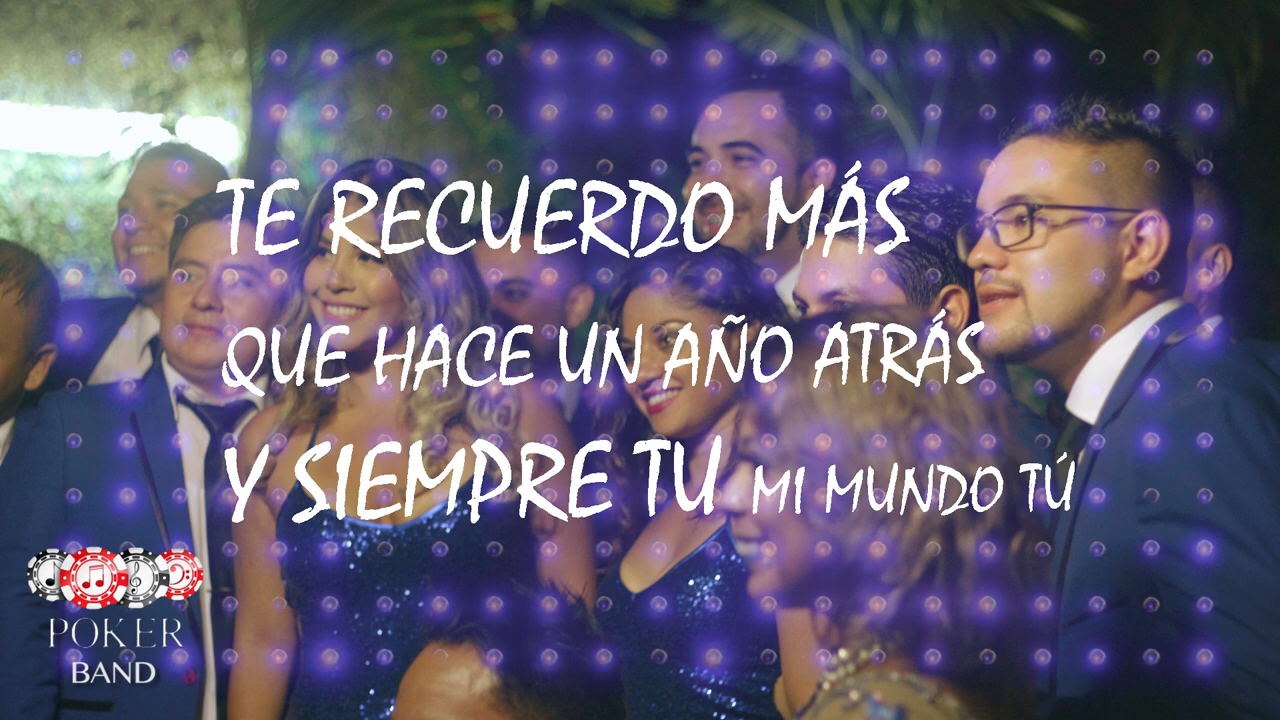 TE RECUERDO MÁS
QUE HACE UN AÑO ATRÁS
Y SIEMPRE TU MI MUNDO TÚ
POKER
BAND